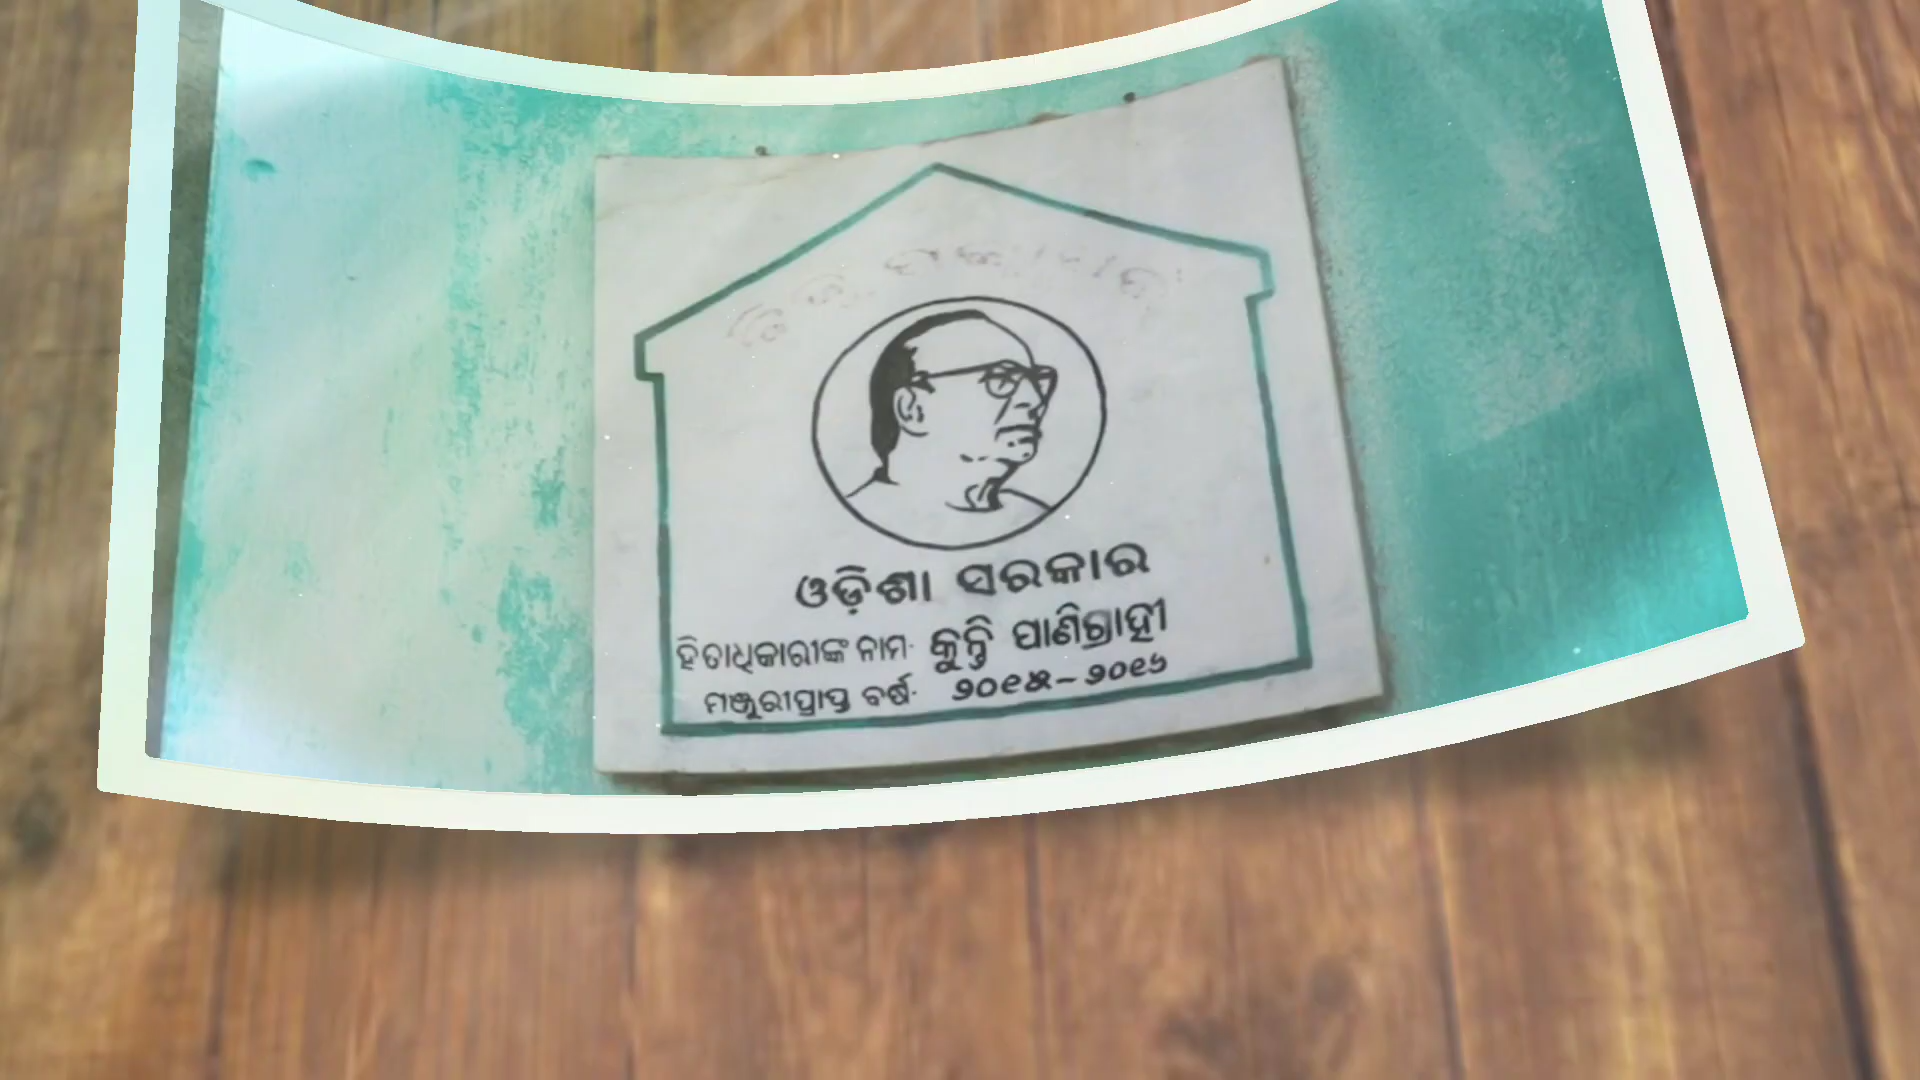 ଓଡ଼ିଶା ସରକାର
ହିତାଧିକାରୀଙ୍କ ନାମ- କୁନ୍ତି ପାଣିଗ୍ରାହୀ
ମଞ୍ଜୁରୀପ୍ରାପ୍ତ ବର୍ଷ- ୨୦୧୫-୨୦୧୬